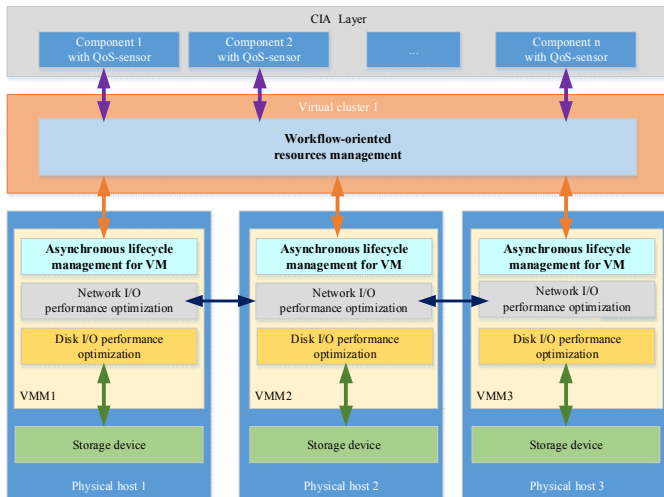 CIA Layer
Component 1
with QoS-sensor
Component 2
with QoS-sensor
...
Component n
with QoS-sensor
Virtual cluster 1
Workflow-oriented
resources management
Asynchronous lifecycle
management for VM
Network I/O
performance optimization
Disk I/O performance
optimization
VMM1
Storage device
Physical host 1
Asynchronous lifecycle
management for VM
Network I/O
performance optimization
Disk I/O performance
optimization
VMM2
Storage device
Physical host 2
Asynchronous lifecycle
management for VM
Network I/O
performance optimization
Disk I/O performance
optimization
VMM3
Storage device
Physical host 3